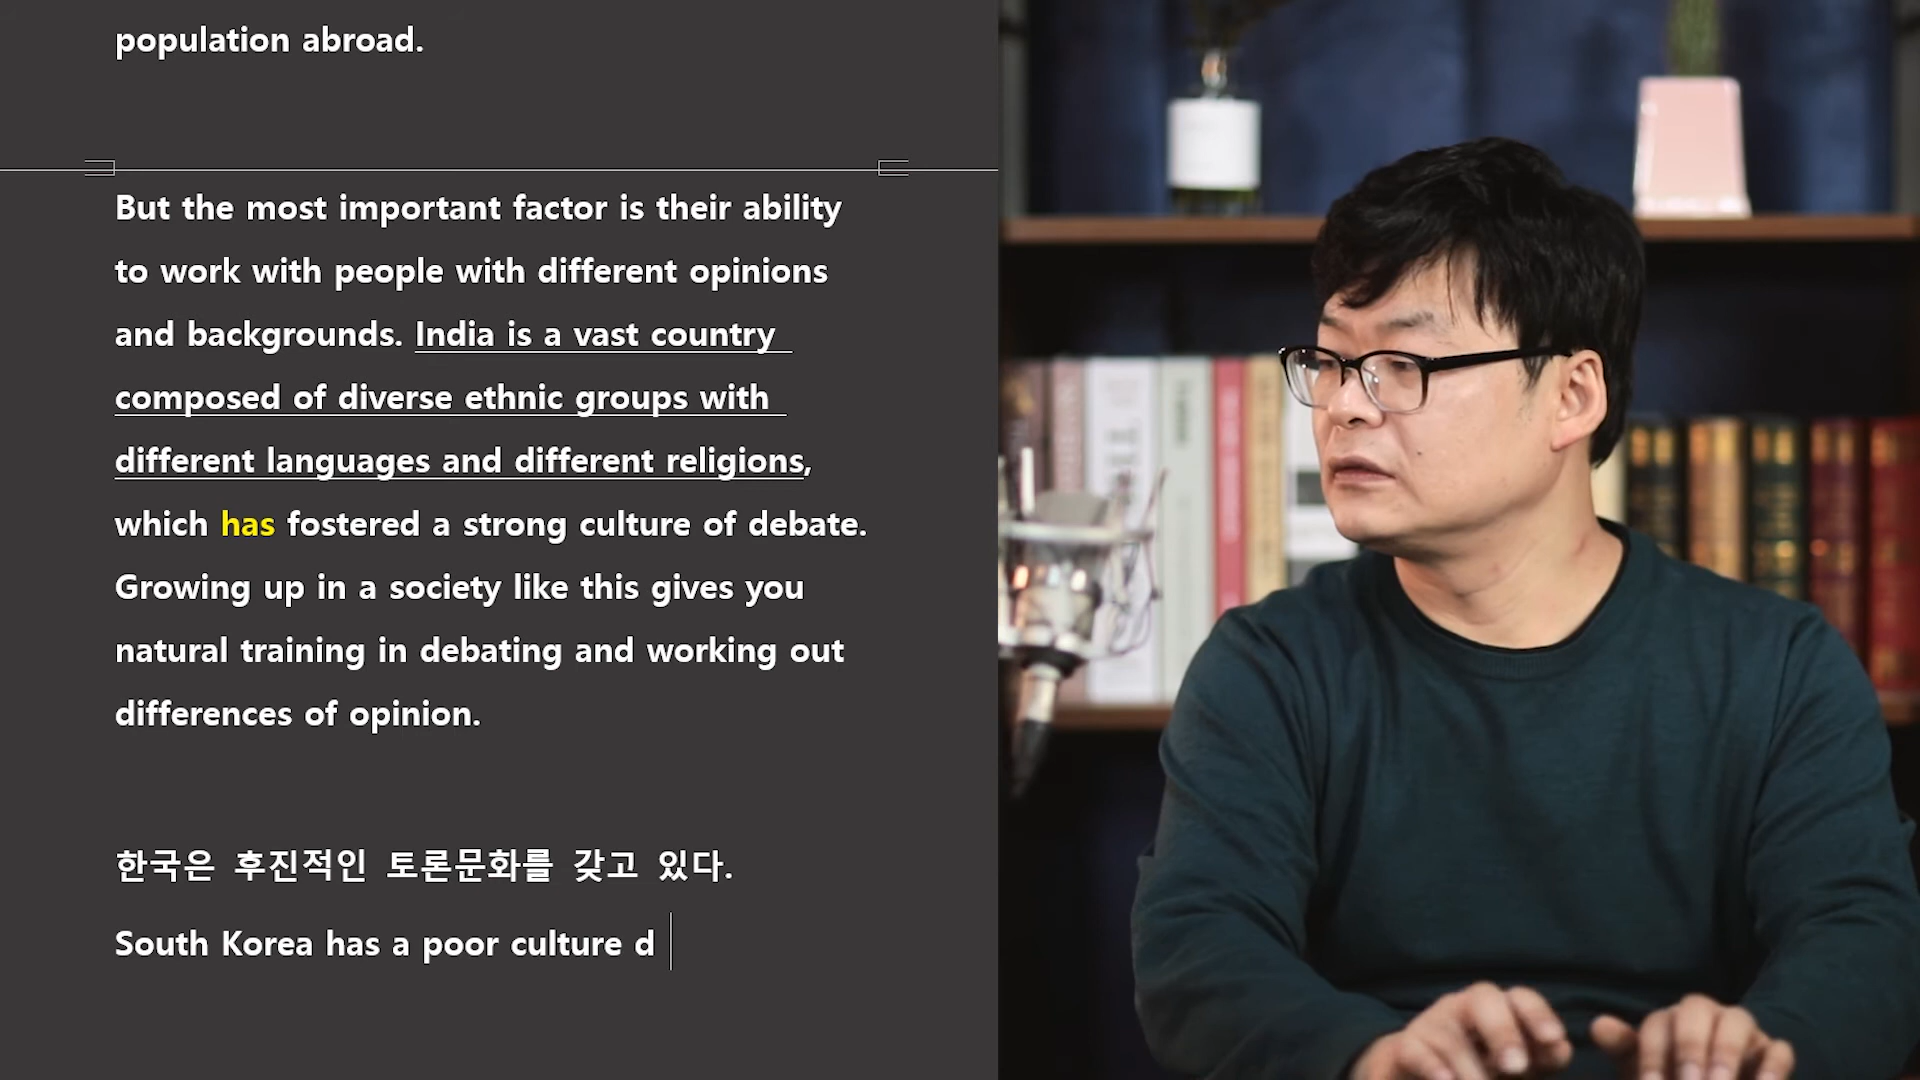 population abroad.
But the most important factor is their ability
to work with people with different opinions
and backgrounds. India is a vast country
composed of diverse ethnic groups with
different languages and different religions,
which has fostered a strong culture of debate.
Growing up in a society like this gives you
natural training in debating and working out
differences of opinion.
한국은 후진적인 토론문화를 갖고 있다.
South Korea has a poor culture d